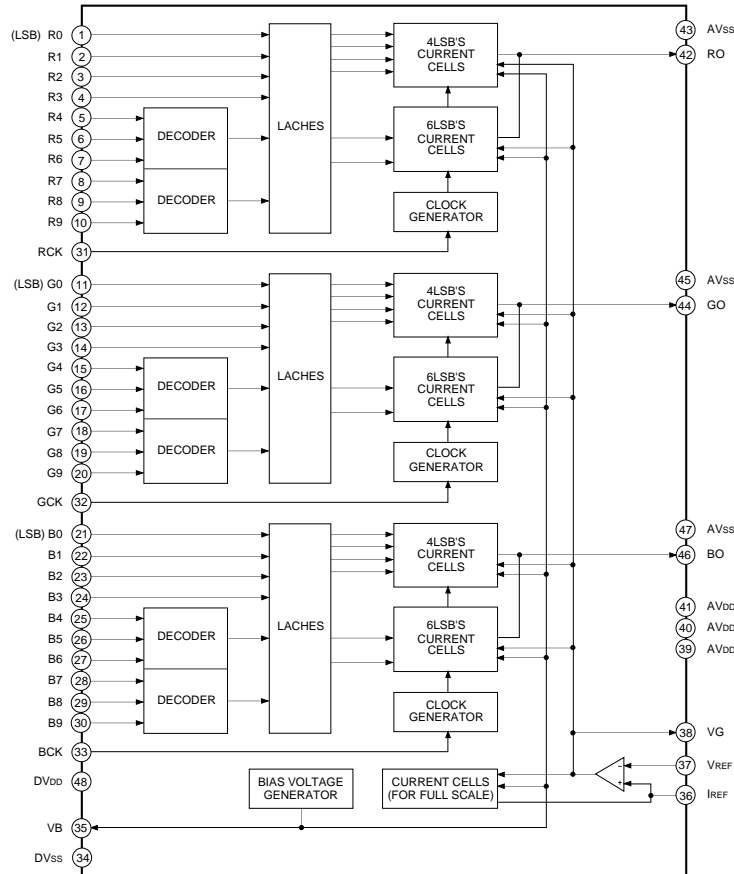 (LSB) R0 1
R1 2
R2 3
R3 4
R4 5
R5 6
R6 7
R7 8
R8 9
R9 10
RCK 31
DECODER
DECODER
LACHES
4LSB'S
CURRENT
CELLS
6LSB'S
CURRENT
CELLS
CLOCK
GENERATOR
43 AVSS
42 RO
(LSB) G0 11
G1 12
G2 13
G3 14
G4 15
G5 16
G6 17
G7 18
G8 19
G9 20
GCK 32
DECODER
DECODER
LACHES
4LSB'S
CURRENT
CELLS
6LSB'S
CURRENT
CELLS
CLOCK
GENERATOR
45 AVSS
44 GO
(LSB) B0 21
B1 22
B2 23
B3 24
B4 25
B5 26
B6 27
B7 28
B8 29
B9 30
BCK 33
DECODER
DECODER
LACHES
4LSB'S
CURRENT
CELLS
6LSB'S
CURRENT
CELLS
CLOCK
GENERATOR
47 AVSS
46 BO
41 AVDD
40 AVDD
39 AVDD
38 VG
37 VREF
36 IREF
-
+
DVDD 48
VB 35
DVSS 34
BIAS VOLTAGE
GENERATOR
CURRENT CELLS
(FOR FULL SCALE)